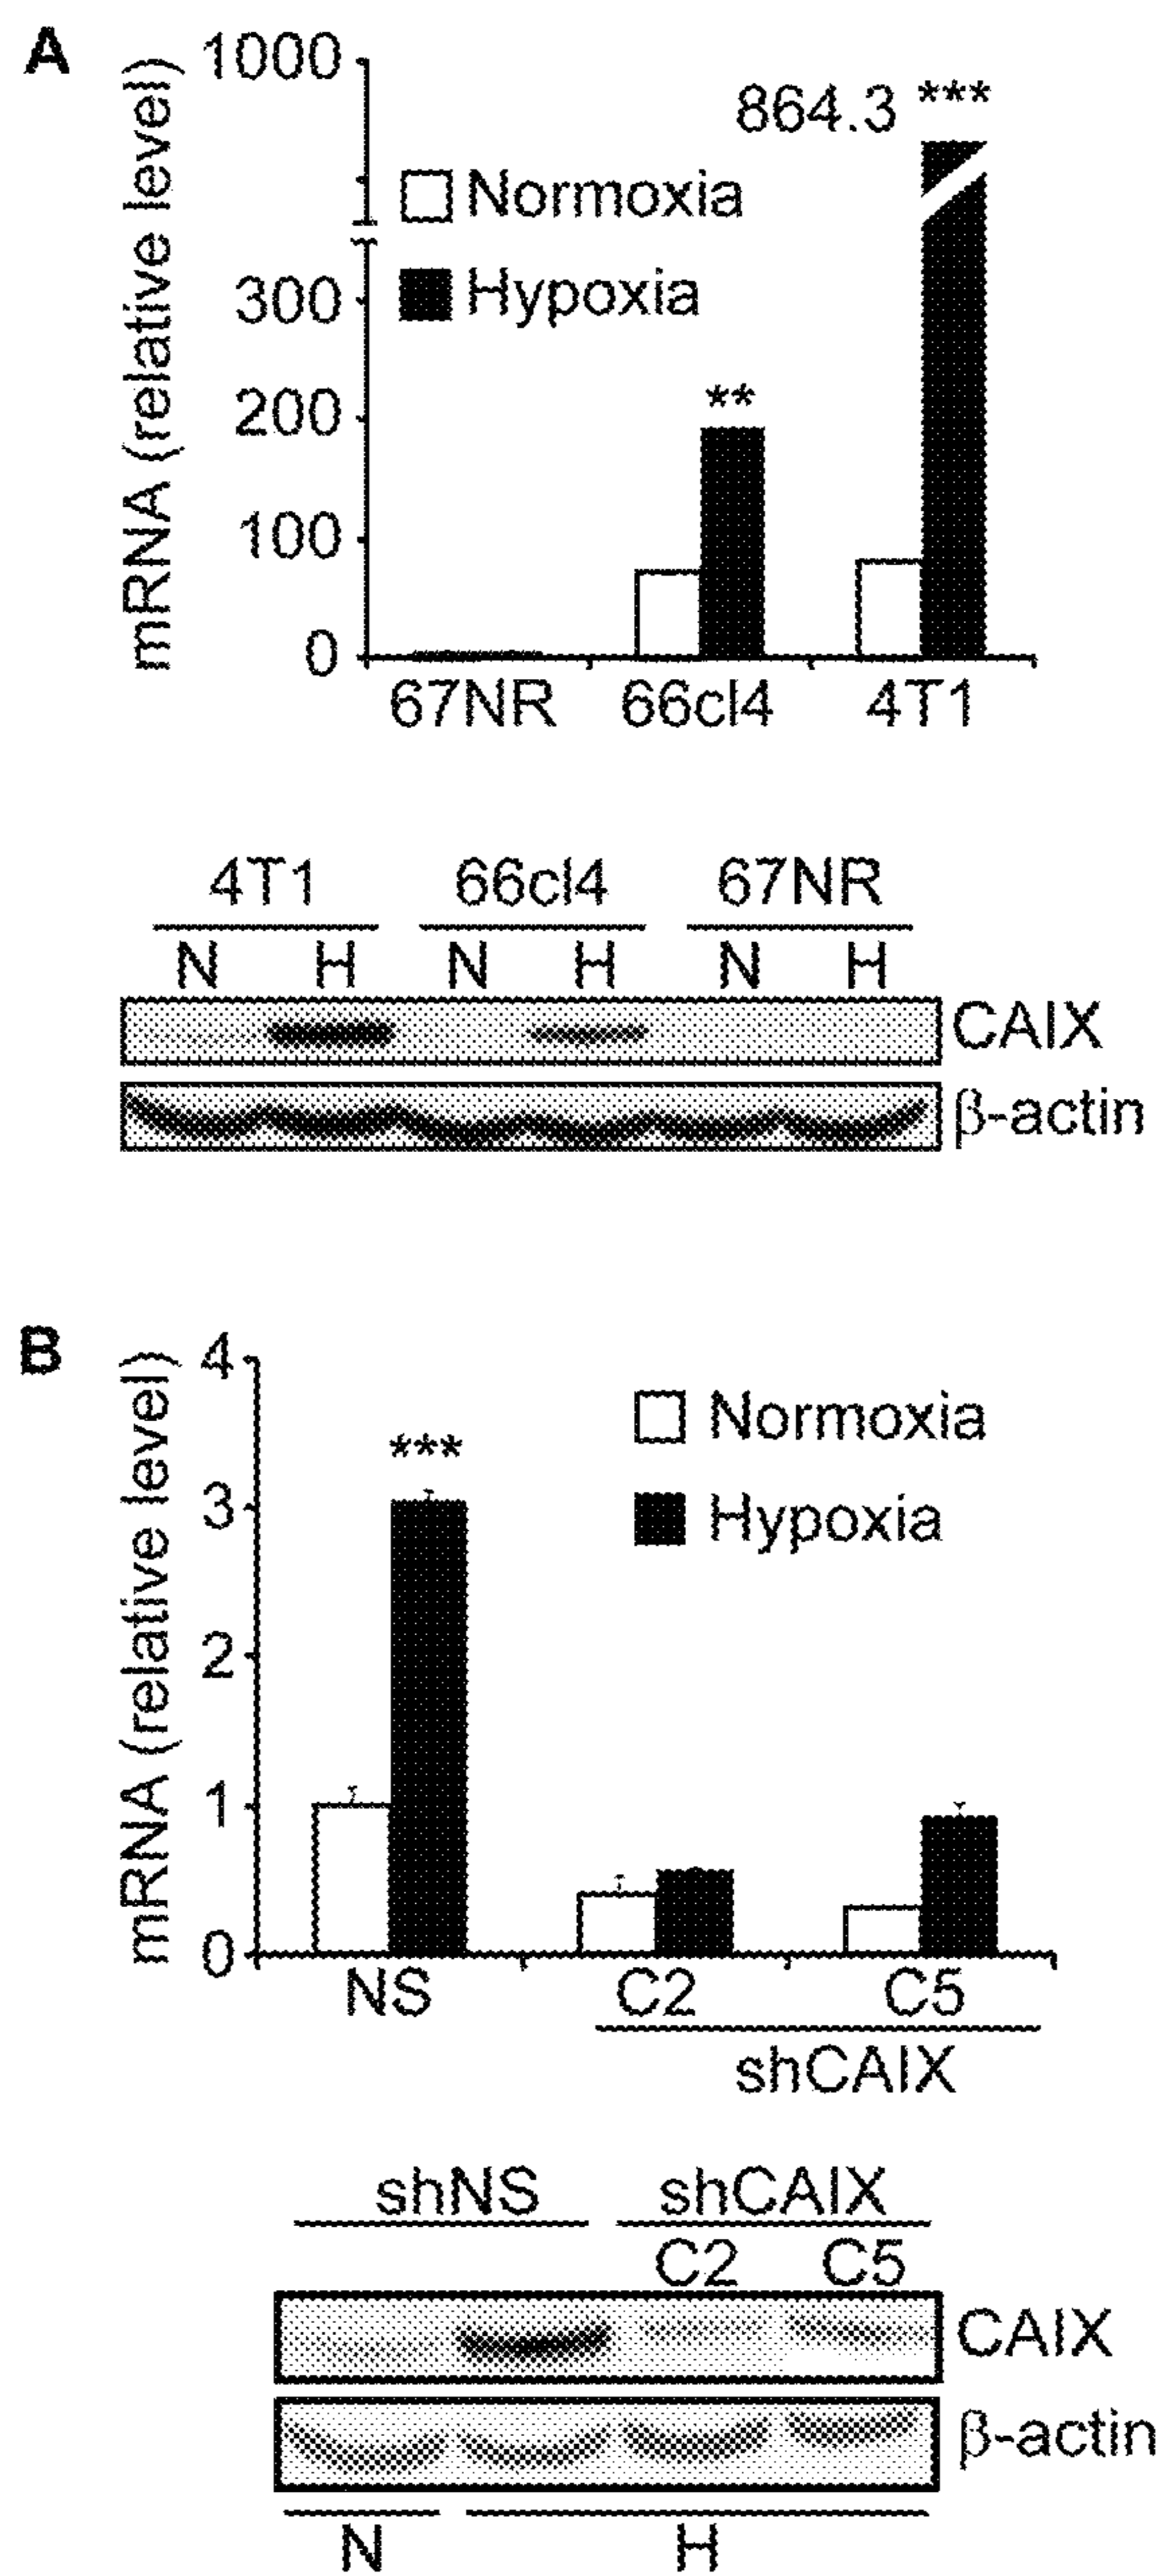 A
mRNA (relative level)
1000
300
200
100
0
864.3 ***
Normoxia
Hypoxia
**
67NR 66cl4 4T1
4T1 66cl4 67NR
N H N H N H
CAIX
β-actin
B
mRNA (relative level)
4
3
2
1
0
***
Normoxia
Hypoxia
NS C2 C5
shCAIX
shNS shCAIX
C2 C5
CAIX
β-actin
N H